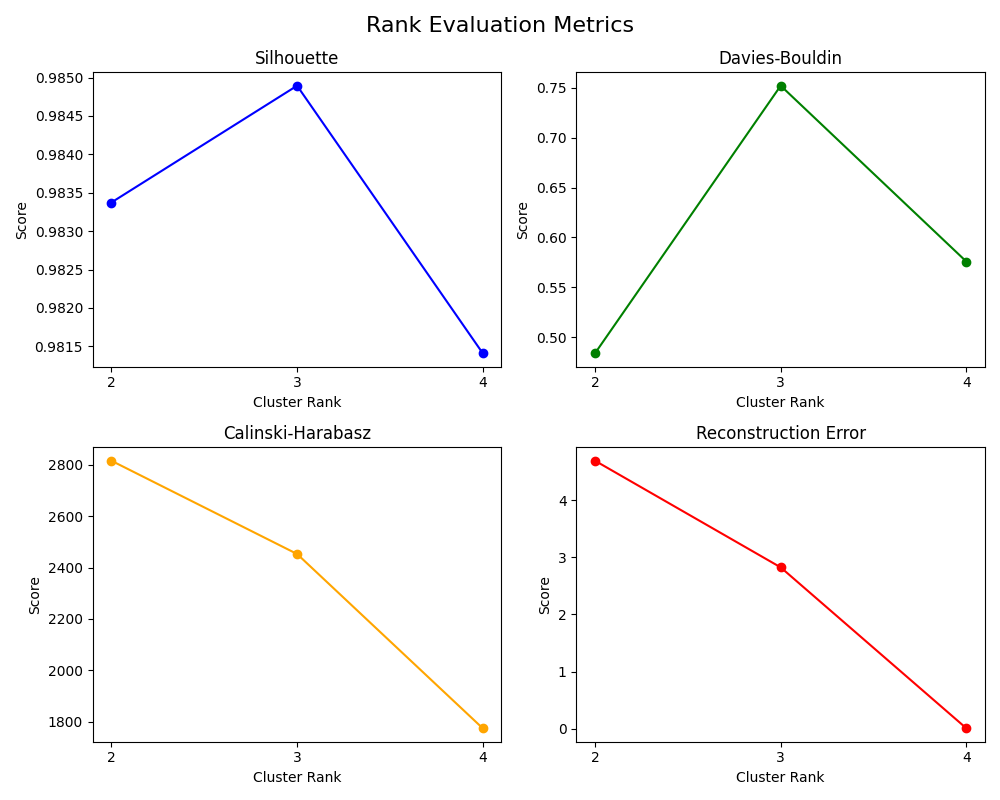 Rank Evaluation Metrics
Silhouette
0.9850
0.9845
0.9840
0.9835
0.9830
0.9825
0.9820
0.9815
Score
2 3 4
Cluster Rank
Davies-Bouldin
0.75
0.70
0.65
0.60
0.55
0.50
Score
2 3 4
Cluster Rank
Calinski-Harabasz
2800
2600
2400
2200
2000
1800
Score
2 3 4
Cluster Rank
Reconstruction Error
4
3
2
1
0
Score
2 3 4
Cluster Rank